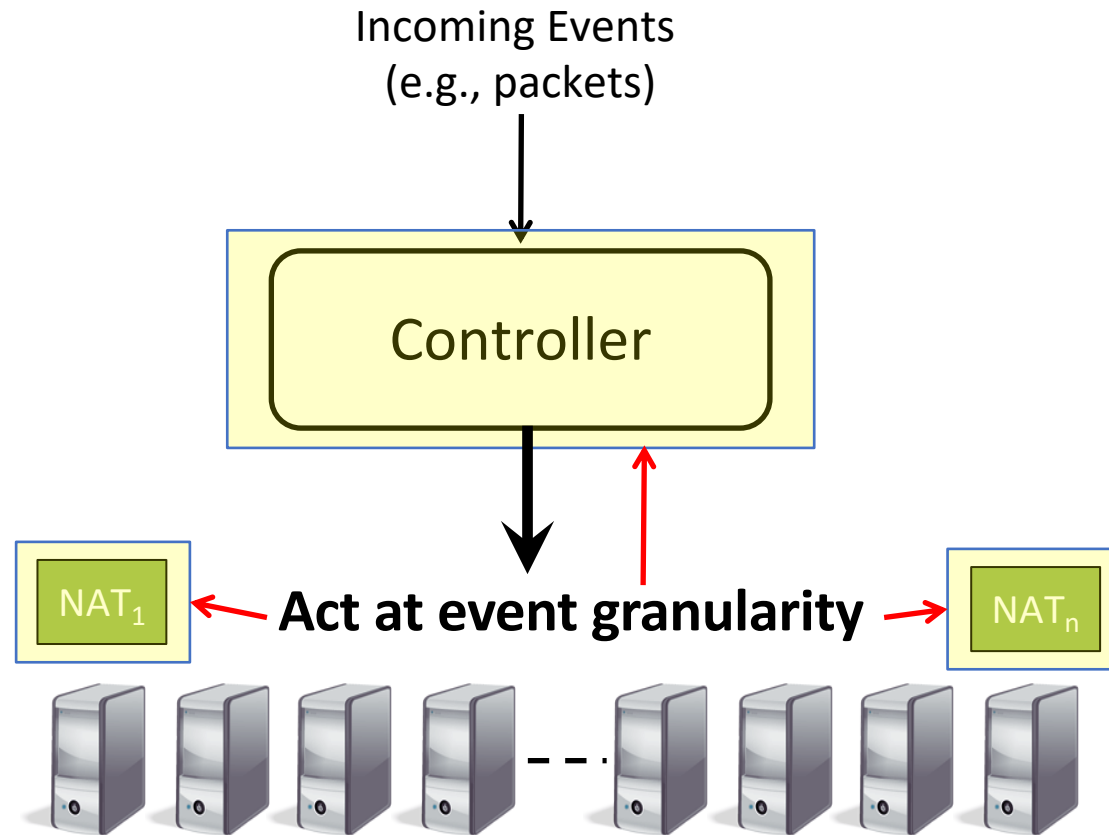 Incoming Events
(e.g., packets)
Controller
NAT₁
Act at event granularity
NATₙ